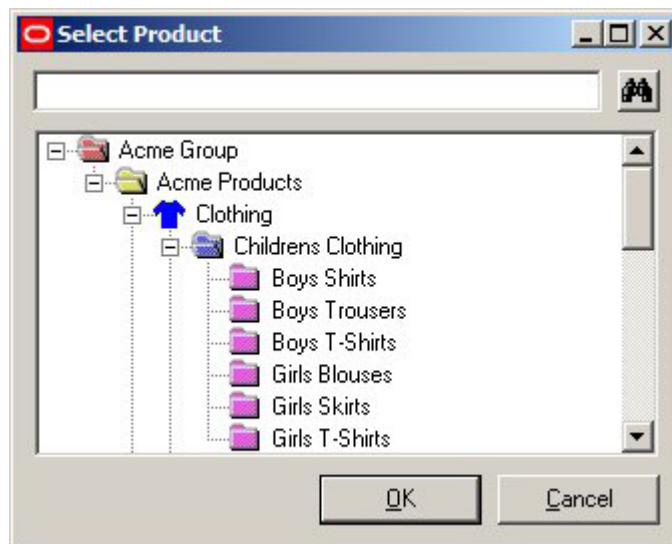 Select Product
Acme Group
Acme Products
Clothing
Childrens Clothing
Boys Shirts
Boys Trousers
Boys T-Shirts
Girls Blouses
Girls Skirts
Girls T-Shirts
OK
Cancel